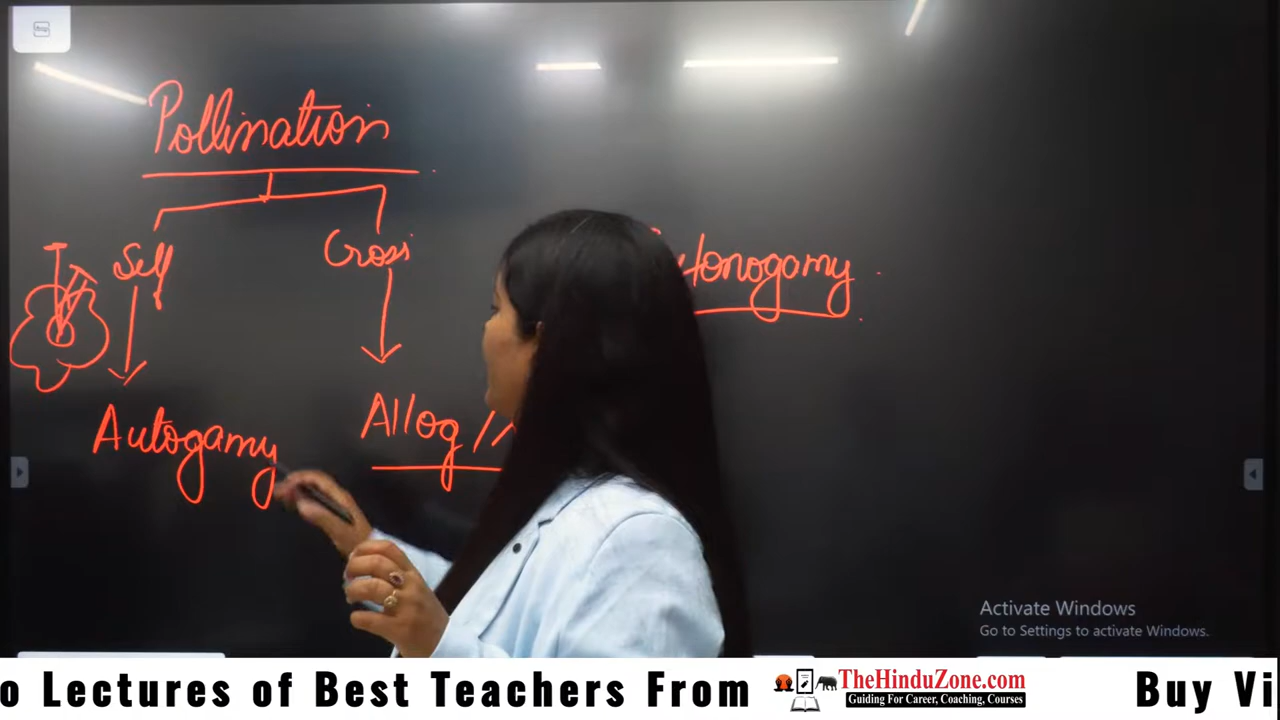 Pollination
Self Cross
tonogamy
Autogamy Allog //
Activate Windows
Go to Settings to activate Windows.
o Lectures of Best Teachers From TheHinduZone.com Buy Vi
Guiding For Career, Coaching, Courses